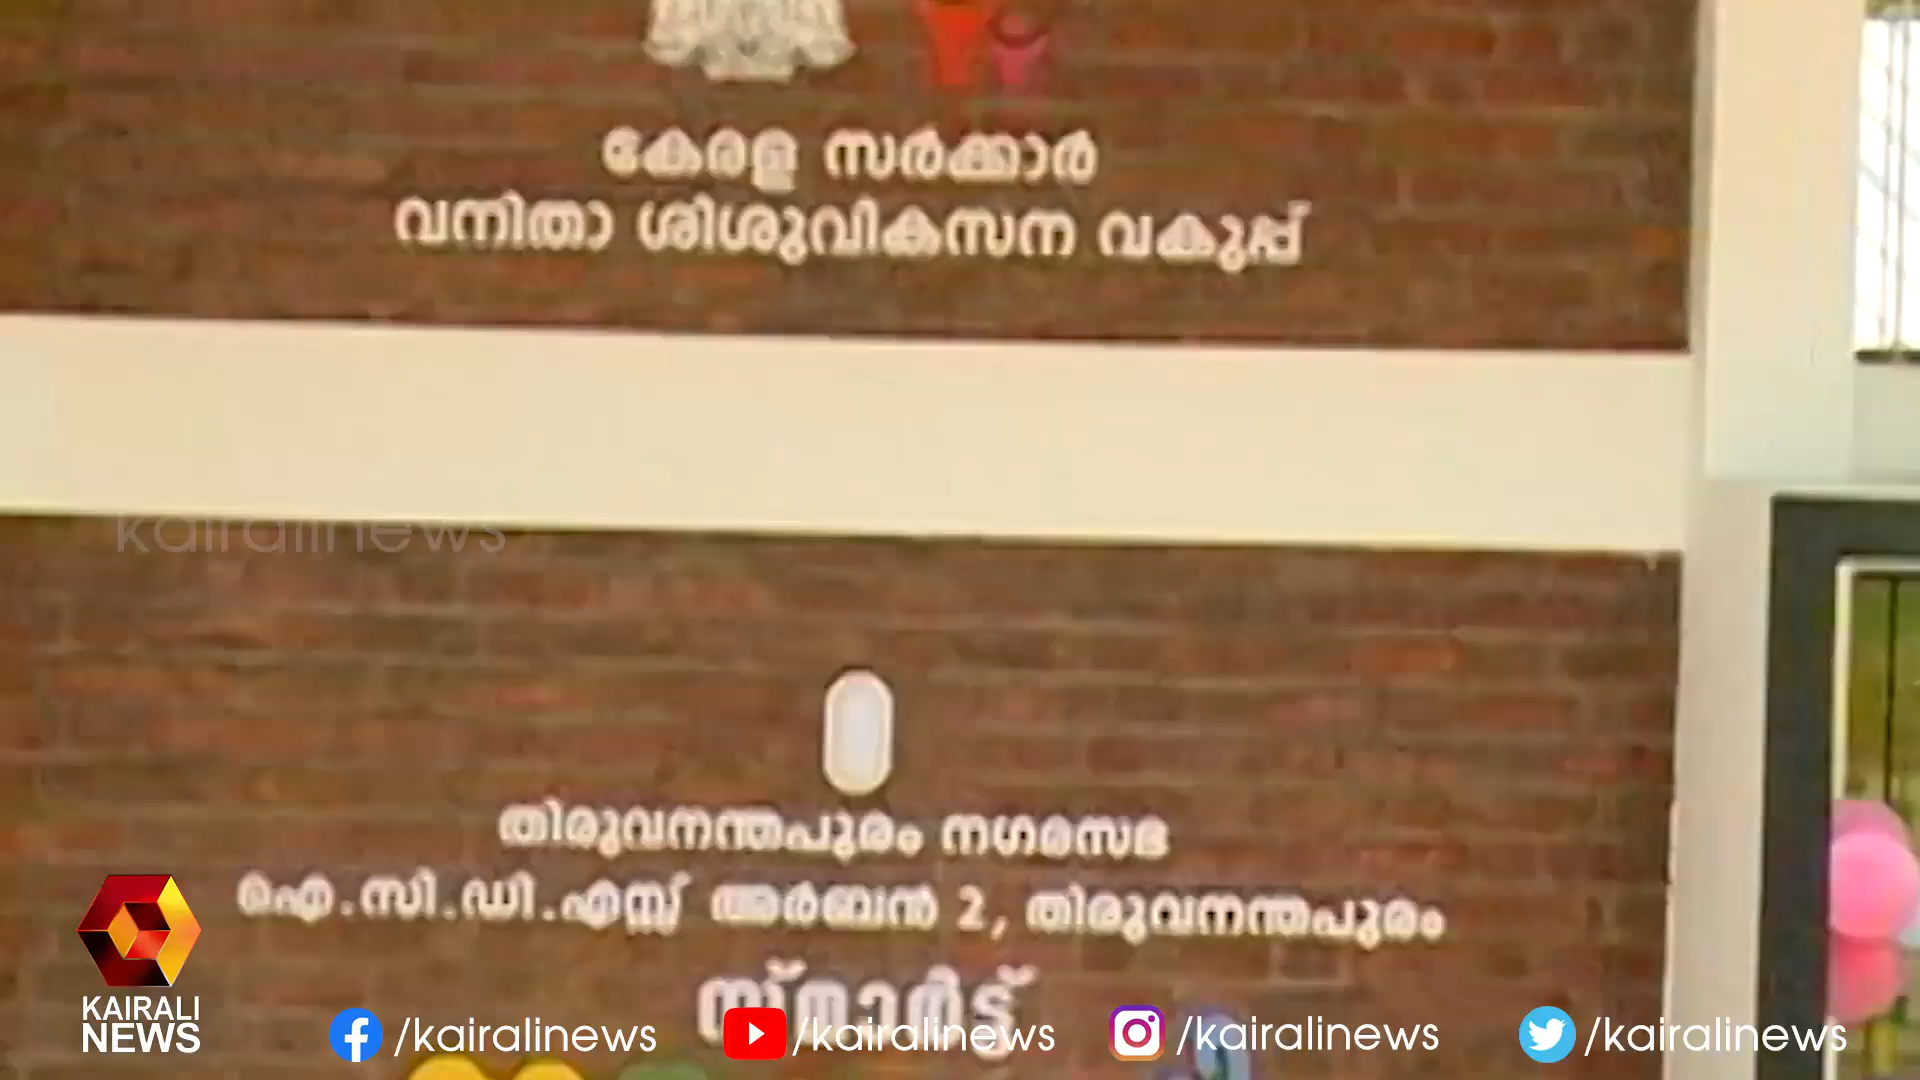 കേരള സർക്കാർ
വനിതാ ശിശുവികസന വകുപ്പ്
kairalinews
തിരുവനന്തപുരം നഗരസഭ
ഐ.സി.ഡി.എസ്സ് അർബൻ 2, തിരുവനന്തപുരം
സ്മാർട്ട്
KAIRALI
NEWS
/kairalinews /kairalinews /kairalinews /kairalinews